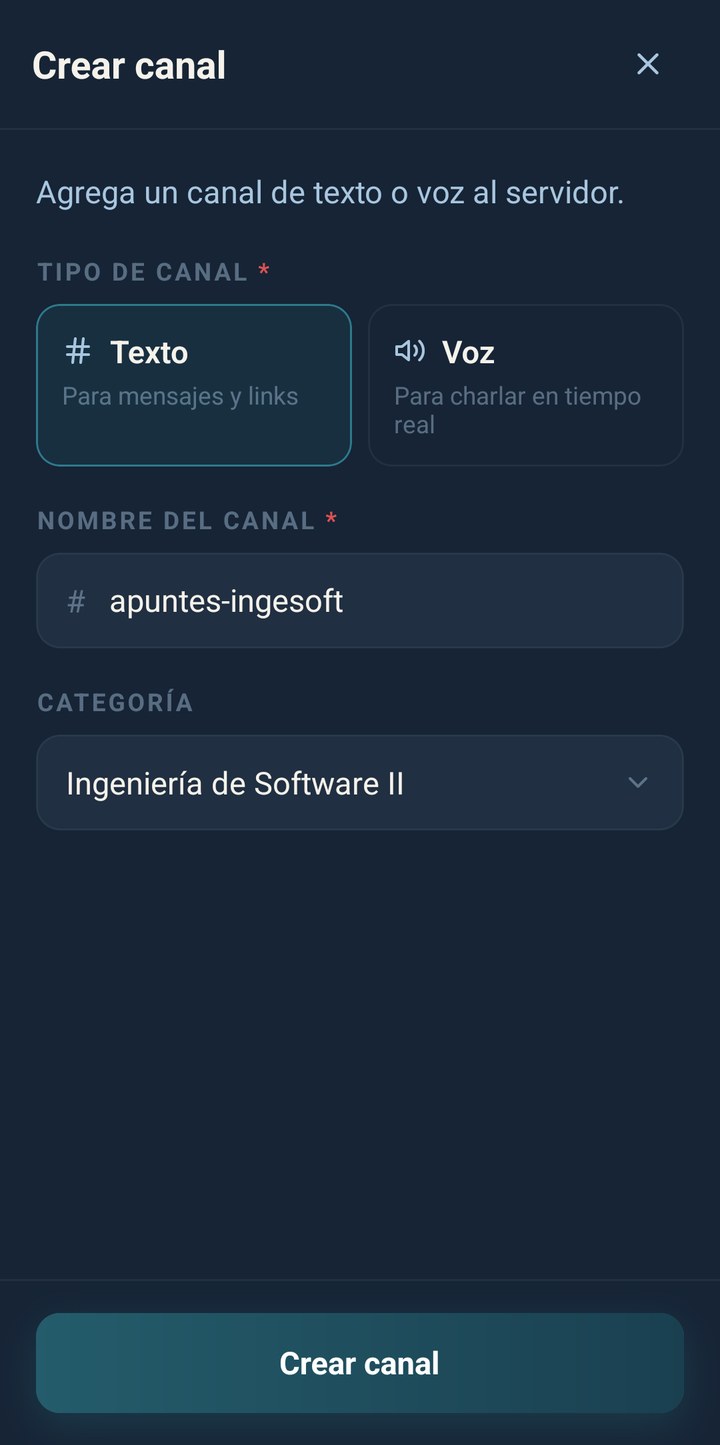 Crear canal
Agrega un canal de texto o voz al servidor.
TIPO DE CANAL *
# Texto
Para mensajes y links
Voz
Para charlar en tiempo
real
NOMBRE DEL CANAL *
# apuntes-ingesoft
CATEGORÍA
Ingeniería de Software II
Crear canal